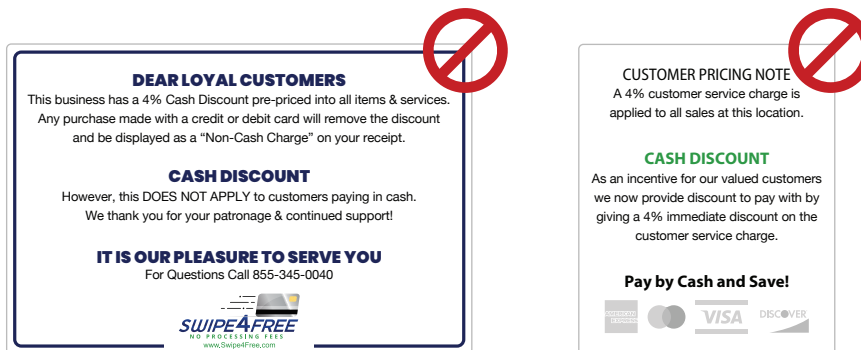 DEAR LOYAL CUSTOMERS
This business has a 4% Cash Discount pre-priced into all items & services.
Any purchase made with a credit or debit card will remove the discount
and be displayed as a “Non-Cash Charge” on your receipt.
CASH DISCOUNT
However, this DOES NOT APPLY to customers paying in cash.
We thank you for your patronage & continued support!
IT IS OUR PLEASURE TO SERVE YOU
For Questions Call 855-345-0040
SWIPE4FREE
NO PROCESSING FEES
www.Swipe4Free.com
CUSTOMER PRICING NOTE
A 4% customer service charge is
applied to all sales at this location.
CASH DISCOUNT
As an incentive for our valued customers
we now provide discount to pay with by
giving a 4% immediate discount on the
customer service charge.
Pay by Cash and Save!
AMERICAN
EXPRESS
VISA
DISCOVER